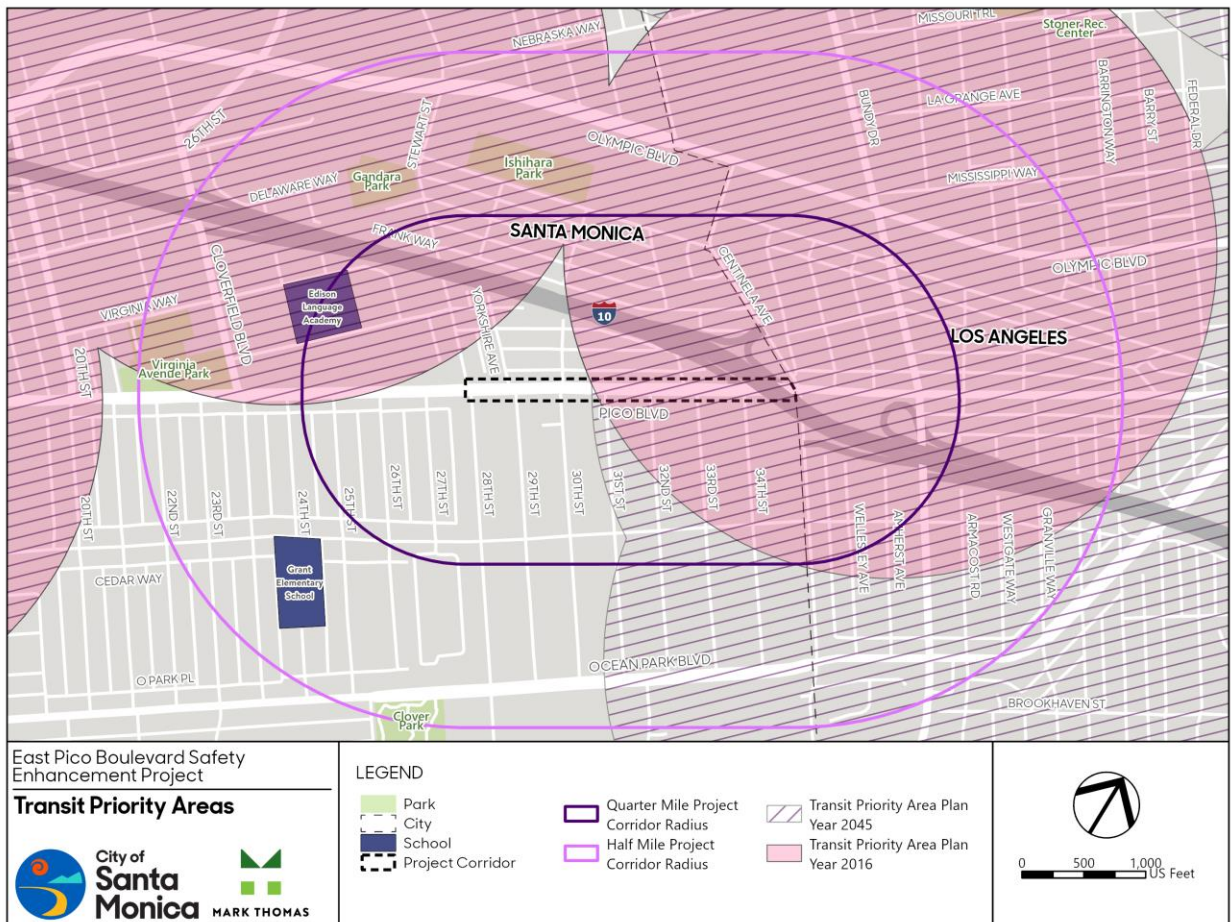 MISSOURI TRL
Stoner Rec.
Center
NEBRASKA WAY
26TH ST
STEWART ST
BUNDY DR
LA GRANGE AVE
BARRINGTON WAY
BARRY ST
FEDERAL DR
OLYMPIC BLVD
Ishihara
Park
Gandara
Park
DELAWARE WAY
MISSISSIPPI WAY
FRANK WAY
SANTA MONICA
CLOVERFIELD BLVD
CENTINELA AVE
OLYMPIC BLVD
Edison
Language
Academy
VIRGINIA WAY
YORKSHIRE AVE
10
LOS ANGELES
20TH ST
Virginia
Avenue Park
PICO BLVD
20TH ST
22ND ST
23RD ST
24TH ST
25TH ST
26TH ST
27TH ST
28TH ST
29TH ST
30TH ST
31ST ST
32ND ST
33RD ST
34TH ST
WELLESLEY AVE
AMHERST AVE
ARMACOST RD
WESTGATE WAY
GRANVILLE WAY
CEDAR WAY
Grant
Elementary
School
OCEAN PARK BLVD
O PARK PL
Clover
Park
BROOKHAVEN ST
East Pico Boulevard Safety
Enhancement Project
Transit Priority Areas
City of
Santa
Monica
MARK THOMAS
LEGEND
Park
City
School
Project Corridor
Quarter Mile Project
Corridor Radius
Half Mile Project
Corridor Radius
Transit Priority Area Plan
Year 2045
Transit Priority Area Plan
Year 2016
0 500 1,000
US Feet